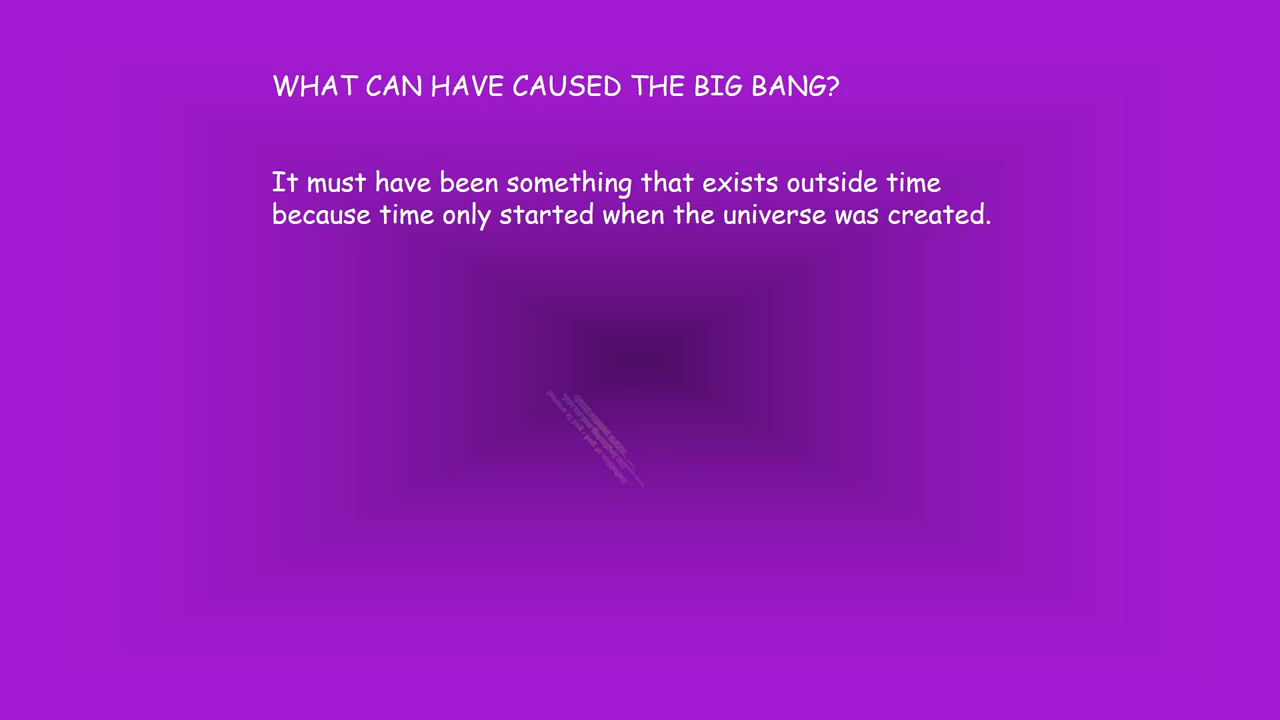 WHAT CAN HAVE CAUSED THE BIG BANG?
It must have been something that exists outside time
because time only started when the universe was created.